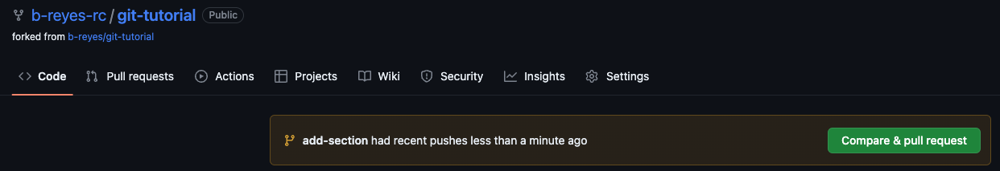 b-reyes-rc/git-tutorial Public
forked from b-reyes/git-tutorial
Code Pull requests Actions Projects Wiki Security Insights Settings
add-section had recent pushes less than a minute ago Compare & pull request